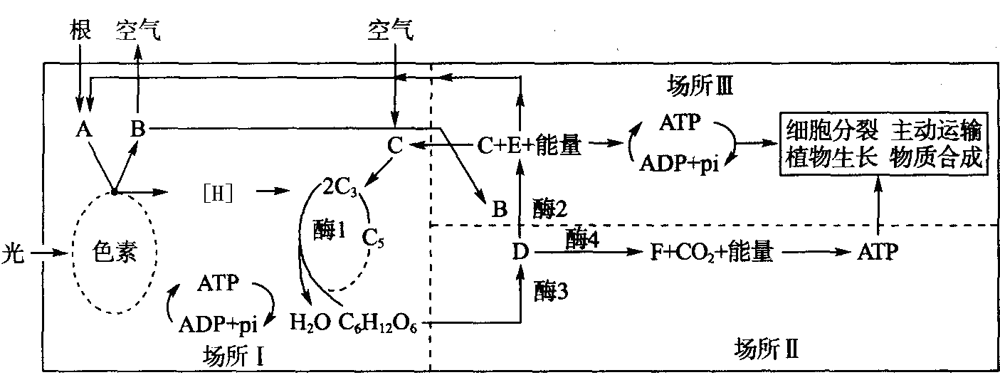 根 空气 空气
场所Ⅲ
A B ATP 细胞分裂 主动运输
C C+E+能量 ADP+pi 植物生长 物质合成
[H] 2C₃ B 酶2
酶1 C₅
光 色素 D 酶4 F+CO₂+能量 ATP
ATP 酶3
ADP+pi H₂O C₆H₁₂O₆
场所Ⅰ 场所Ⅱ